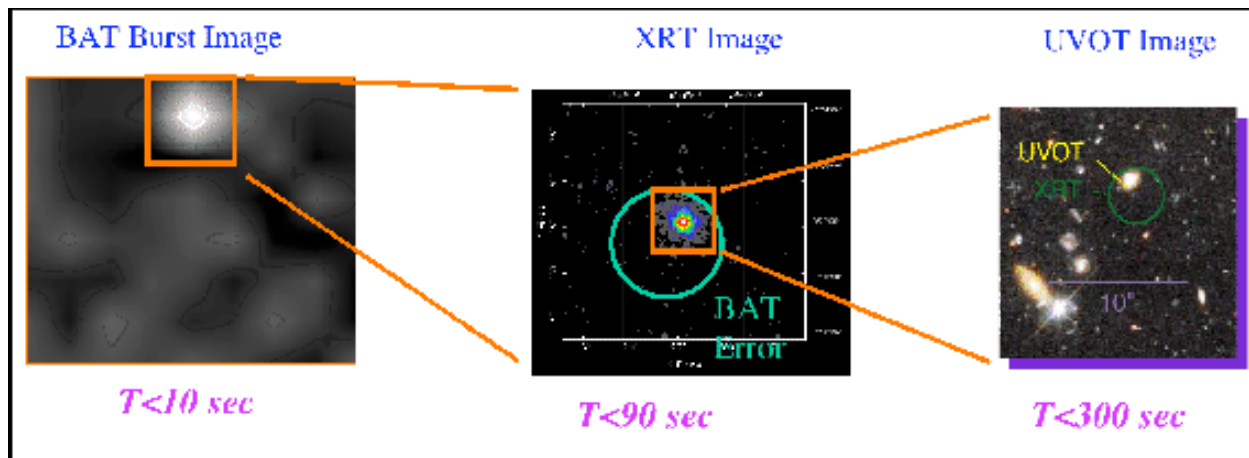 BAT Burst Image
XRT Image
UVOT Image
UVOT
XRT
10"
BAT
Error
T<10 sec
T<90 sec
T<300 sec